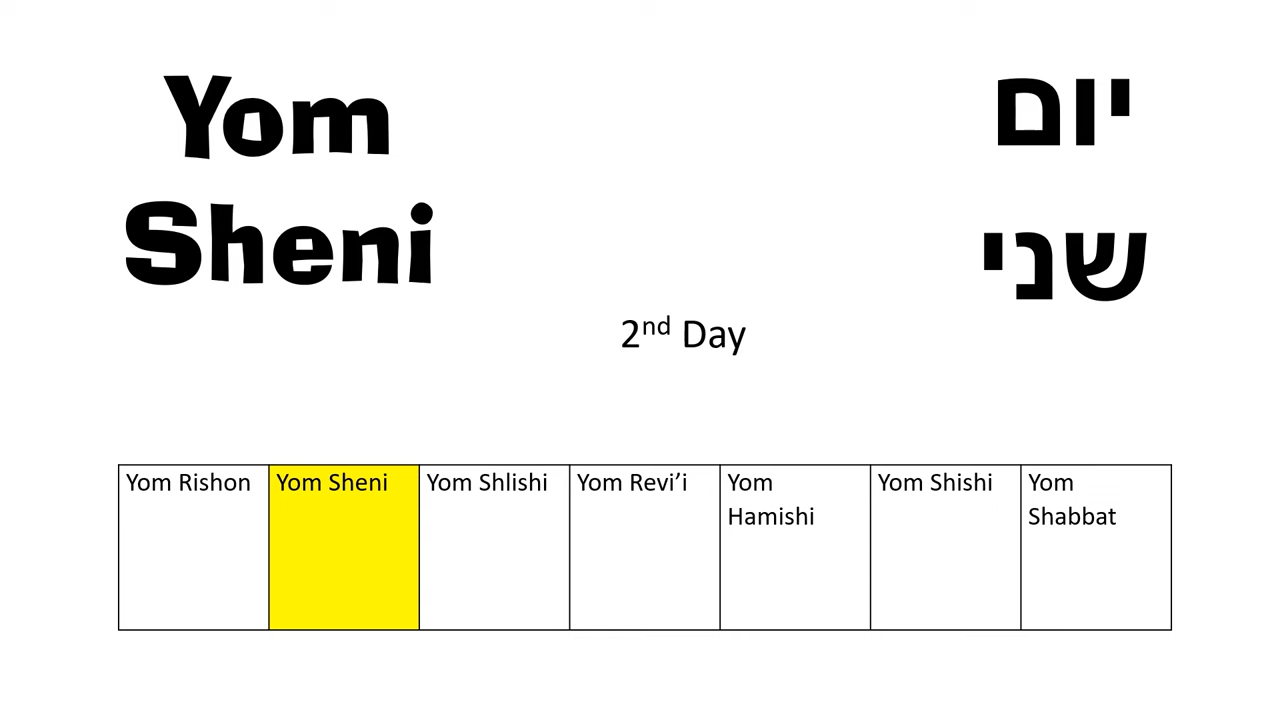 Yom
Sheni
יום
שני
2nd Day
Yom Rishon
Yom Sheni
Yom Shlishi
Yom Revi’i
Yom
Hamishi
Yom Shishi
Yom
Shabbat